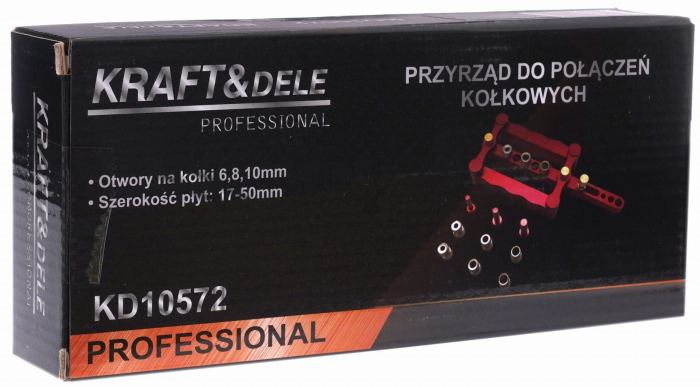 KRAFT&DELE
PROFESSIONAL
• Otwory na kołki 6,8,10mm
• Szerokość płyt: 17-50mm
KD10572
PROFESSIONAL
PRZYRZĄD DO POŁĄCZEŃ
KOŁKOWYCH
KRAFT&DELE
PROFESSIONAL